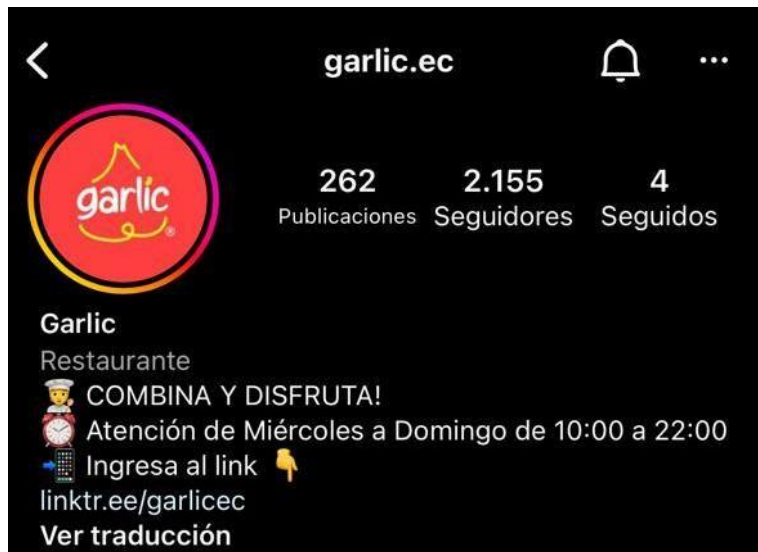 garlic.ec
garlic
262 2.155 4
Publicaciones Seguidores Seguidos
Garlic
Restaurante
👨‍🍳 COMBINA Y DISFRUTA!
⏰ Atención de Miércoles a Domingo de 10:00 a 22:00
📲 Ingresa al link 👇
linktr.ee/garlicec
Ver traducción